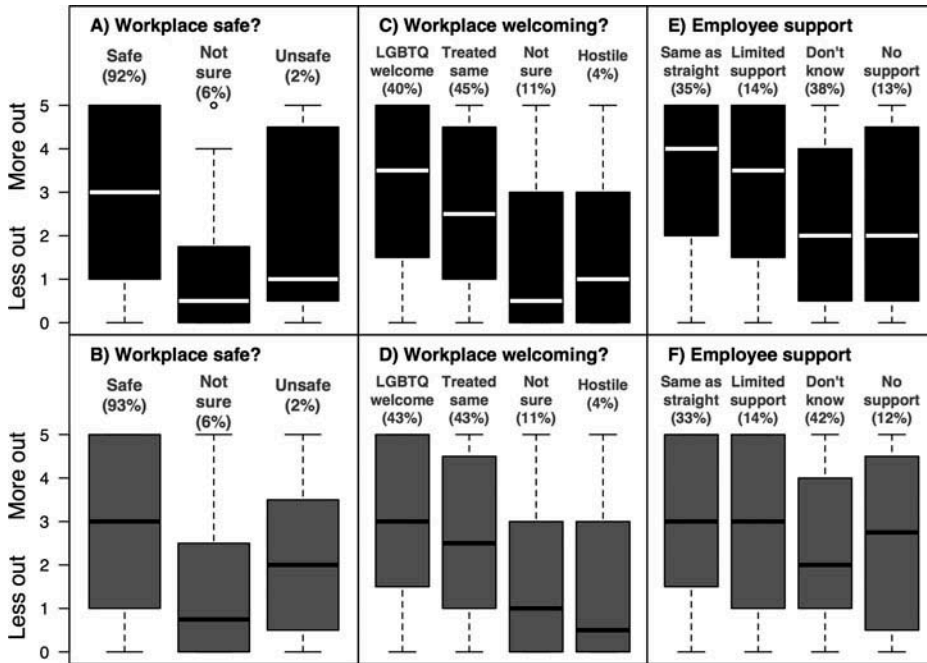 A) Workplace safe?
Safe
(92%)
Not
sure
(6%)
Unsafe
(2%)
C) Workplace welcoming?
LGBTQ
welcome
(40%)
Treated
same
(45%)
Not
sure
(11%)
Hostile
(4%)
E) Employee support
Same as
straight
(35%)
Limited
support
(14%)
Don't
know
(38%)
No
support
(13%)
More out
Less out
5
4
3
2
1
0
B) Workplace safe?
Safe
(93%)
Not
sure
(6%)
Unsafe
(2%)
D) Workplace welcoming?
LGBTQ
welcome
(43%)
Treated
same
(43%)
Not
sure
(11%)
Hostile
(4%)
F) Employee support
Same as
straight
(33%)
Limited
support
(14%)
Don't
know
(42%)
No
support
(12%)
More out
Less out
5
4
3
2
1
0